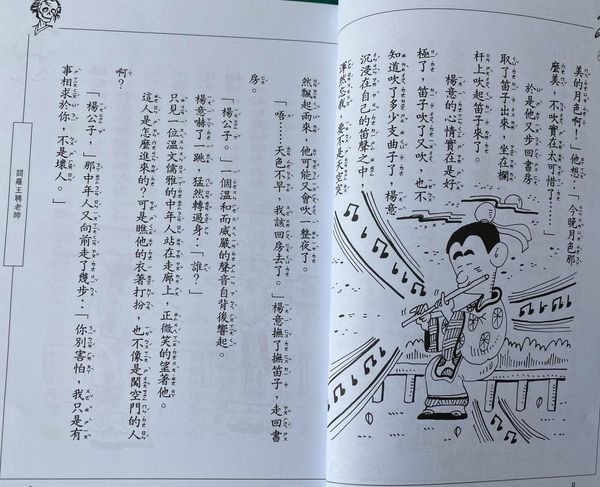 美的月色啊！」他想：「今晚月色那
麼美，不吹實在太可惜了……」
於是他又步回書房
取了笛子出來，坐在欄
杆上吹起笛子來了。
楊意的心情實在是好
極了，笛子吹了又吹，也不
知道吹了多少支曲子了，楊意
沉浸在自己的笛聲之中，
渾然忘我，要不是天空突
然飄起雨來，他可能又會吹一整夜了。
「唔……天色不早，我該回房去了。」楊意撫了撫笛子，走回書
房。
「楊公子。」一個溫和而威嚴的聲音自背後響起。
楊意嚇了一跳，猛然轉過身：「誰？」
只見一位溫文儒雅的中年人站在走廊上，正微笑的望著他。
這人是怎麼進來的？可是瞧他的衣著打扮，也不像是闖空門的人
啊？
「楊公子，」那中年人又向前走了幾步：「你別害怕，我只是有
事相求於你，不是壞人。」
閻羅王聘老師